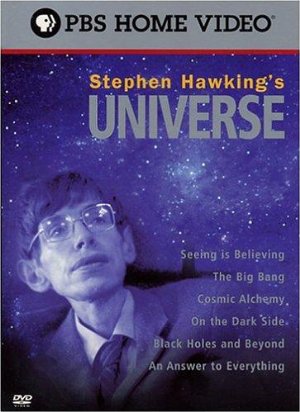 PBS HOME VIDEO®
Stephen Hawking's
UNIVERSE
Seeing is Believing
The Big Bang
Cosmic Alchemy
On the Dark Side
Black Holes and Beyond
An Answer to Everything
DVD